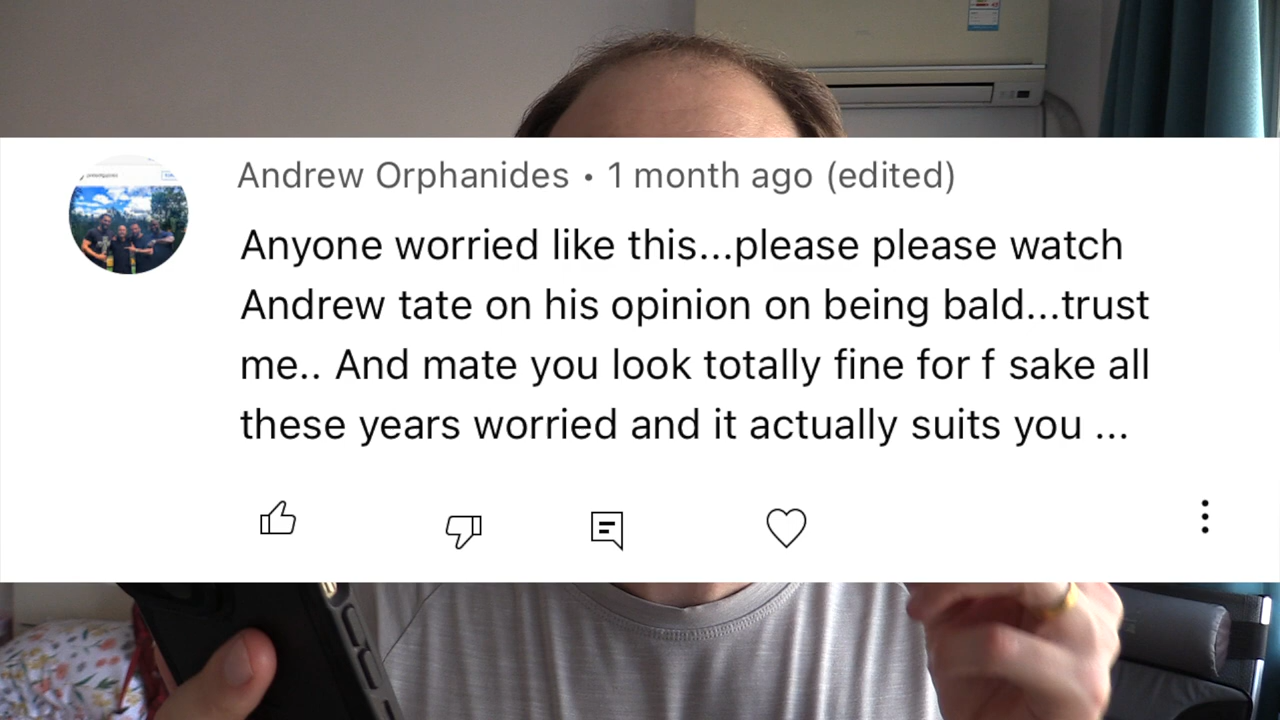 Andrew Orphanides • 1 month ago (edited)
Anyone worried like this...please please watch
Andrew tate on his opinion on being bald...trust
me.. And mate you look totally fine for f sake all
these years worried and it actually suits you ...